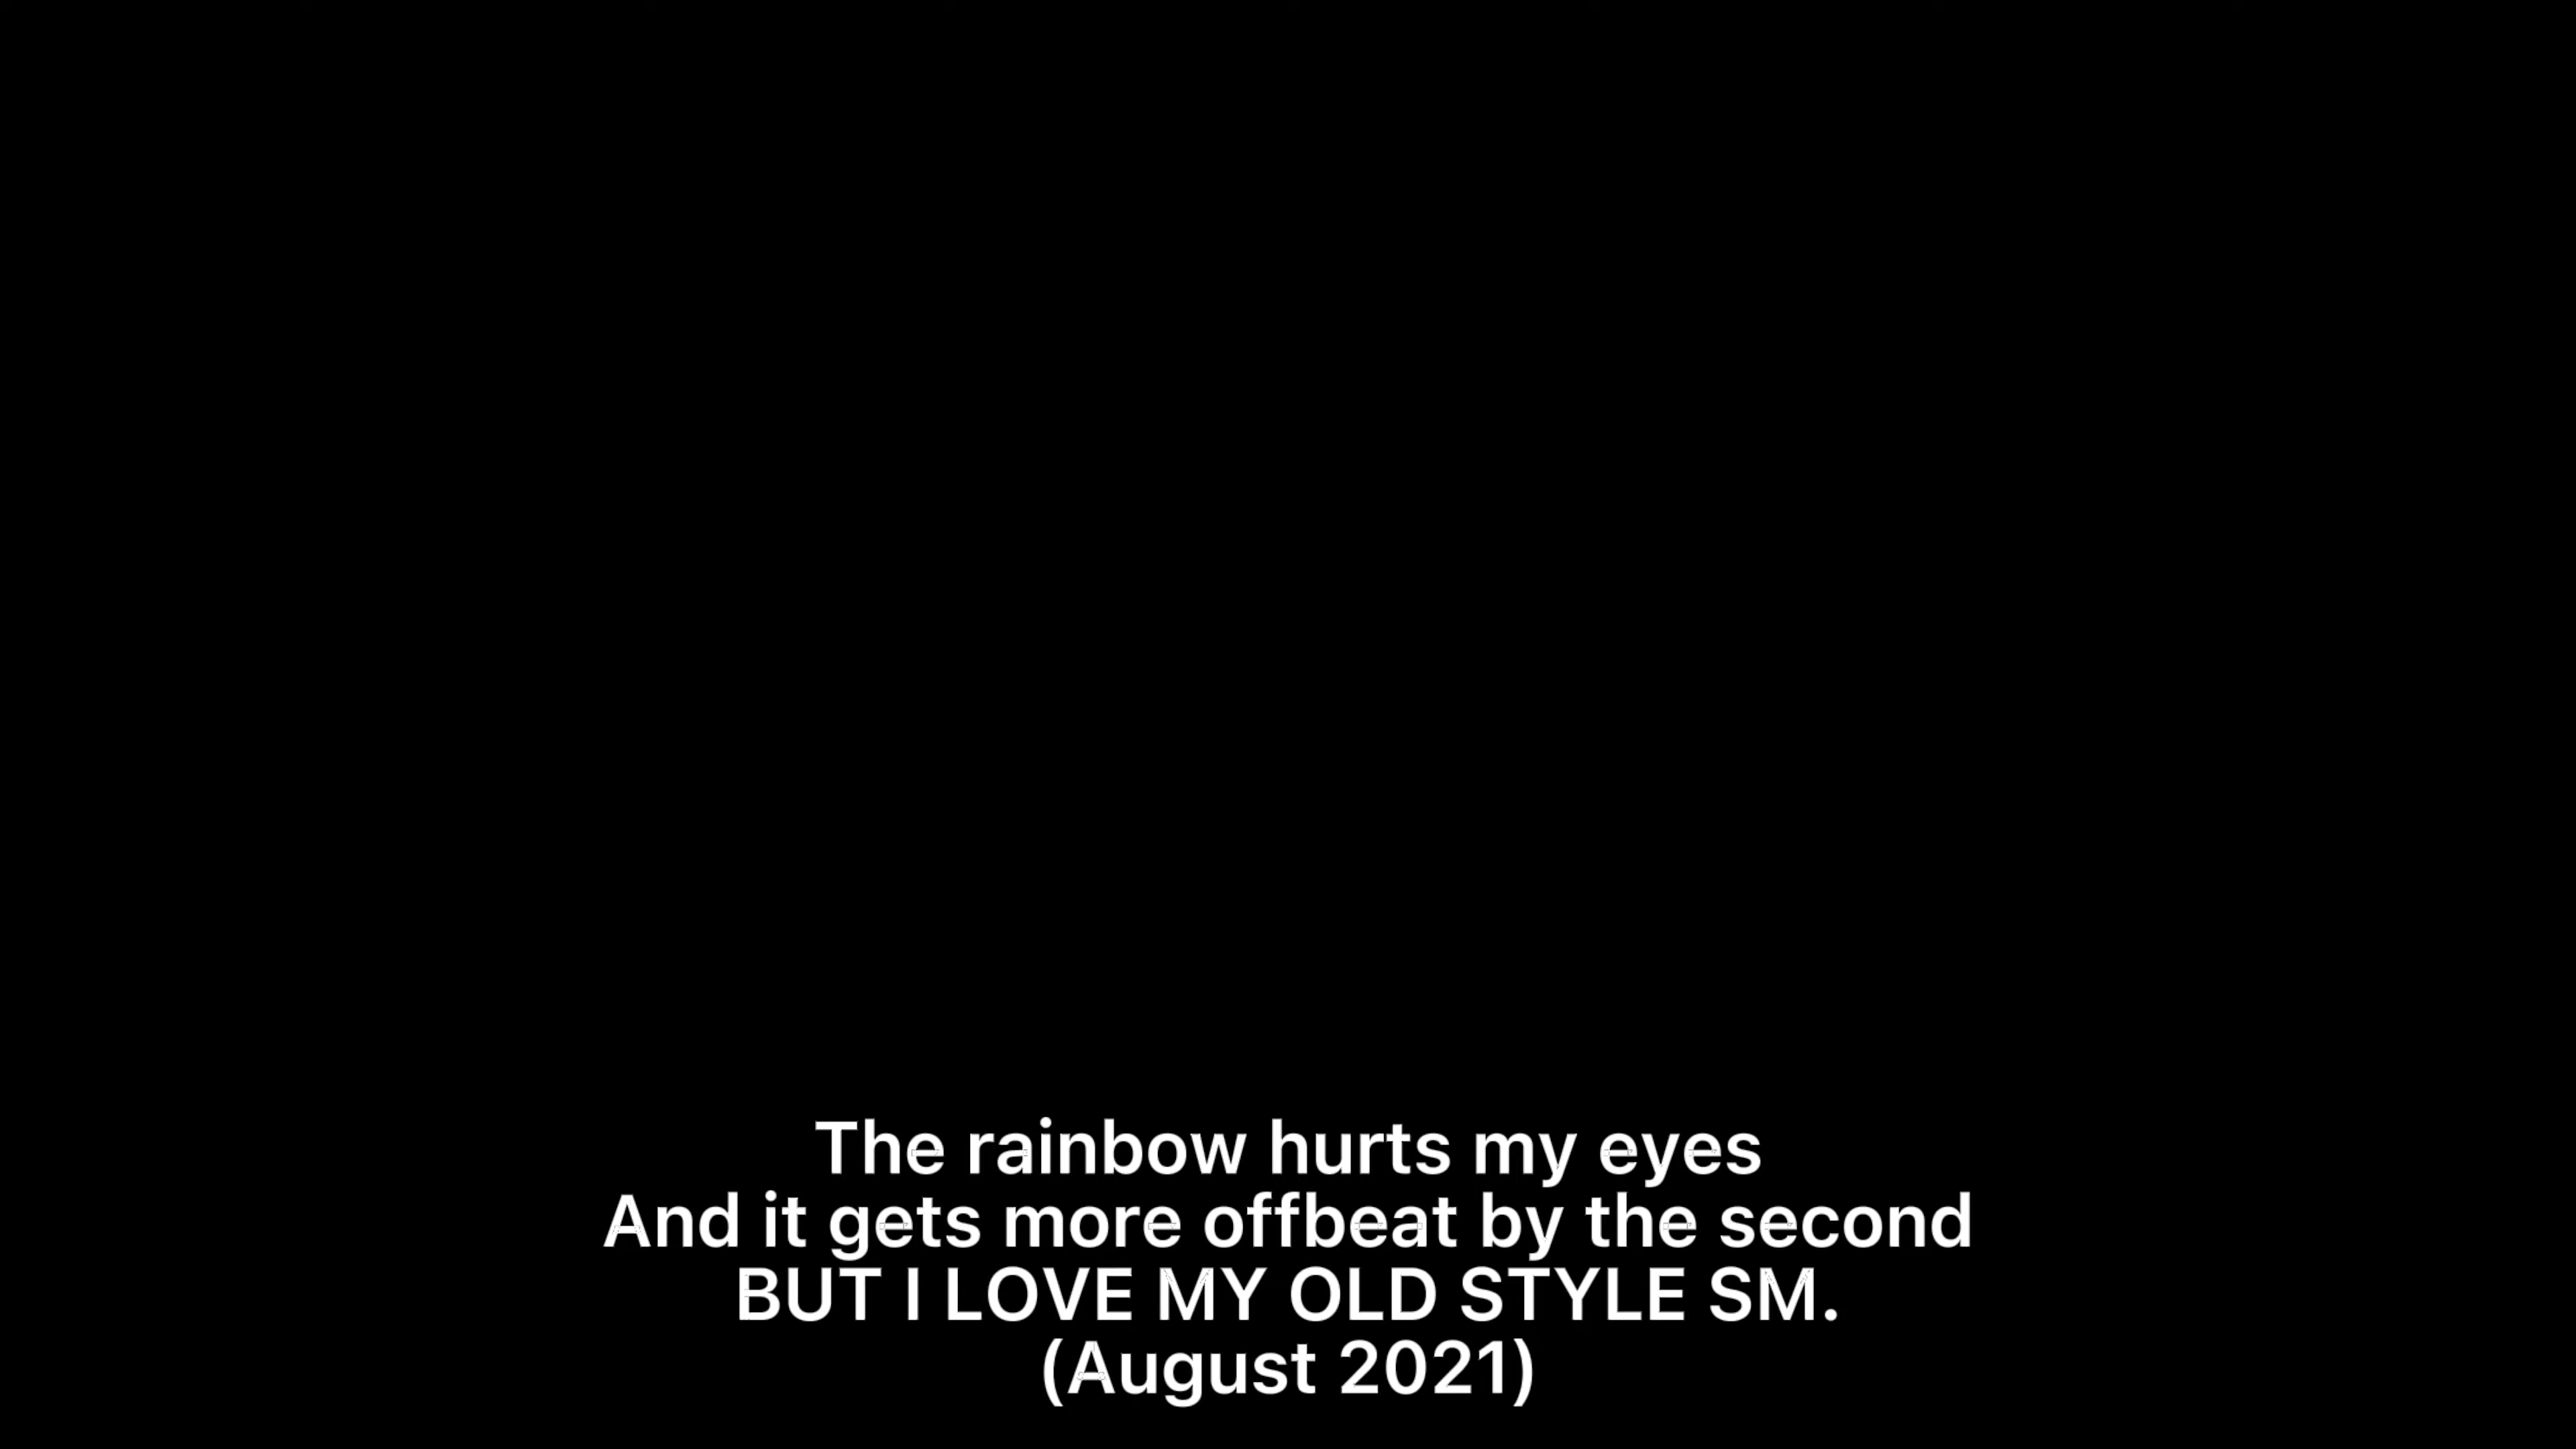 The rainbow hurts my eyes
And it gets more offbeat by the second
BUT I LOVE MY OLD STYLE SM.
(August 2021)